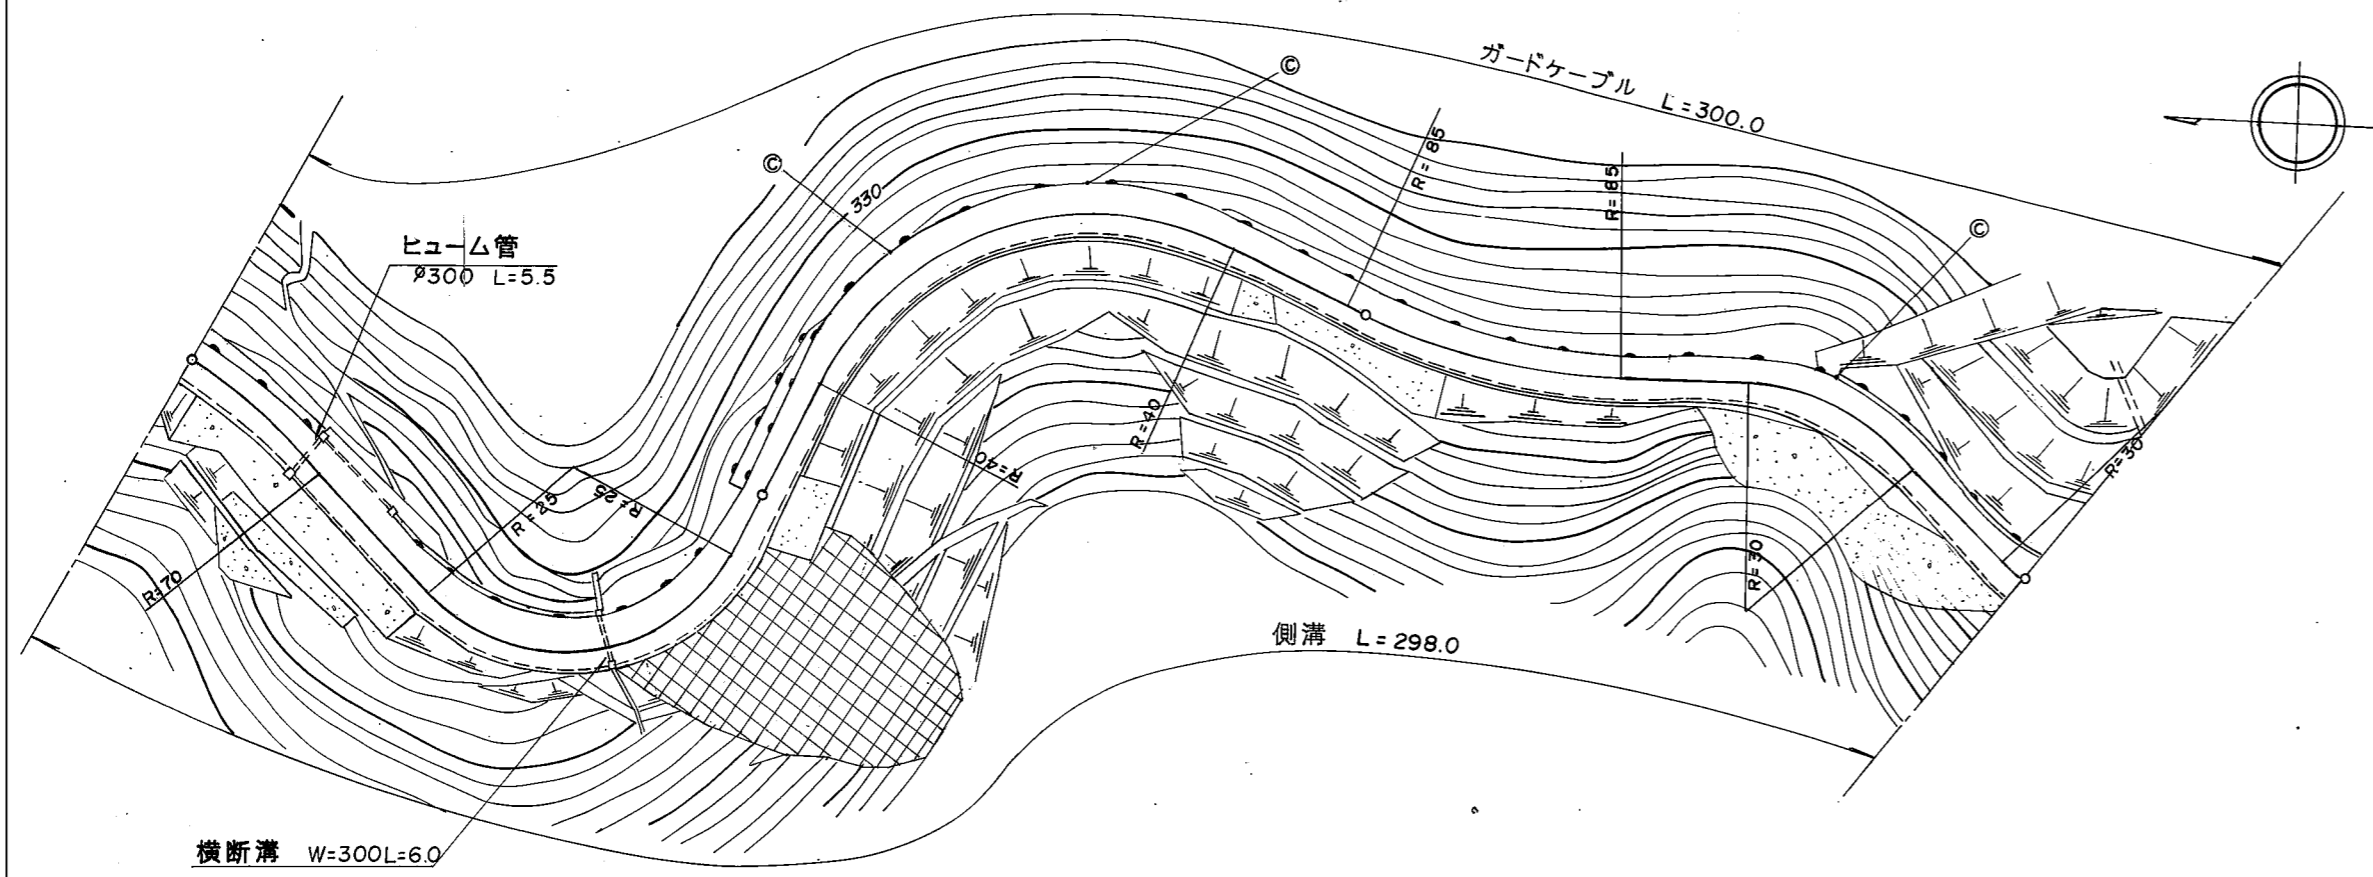 ガードケーブル L=300.0
©
©
©
330
R=85
R=85
ヒューム管
φ300 L=5.5
R=40
R=40
R=25
R=25
R=30
R=30
R=70
側溝 L=298.0
横断溝 W=300L=6.0